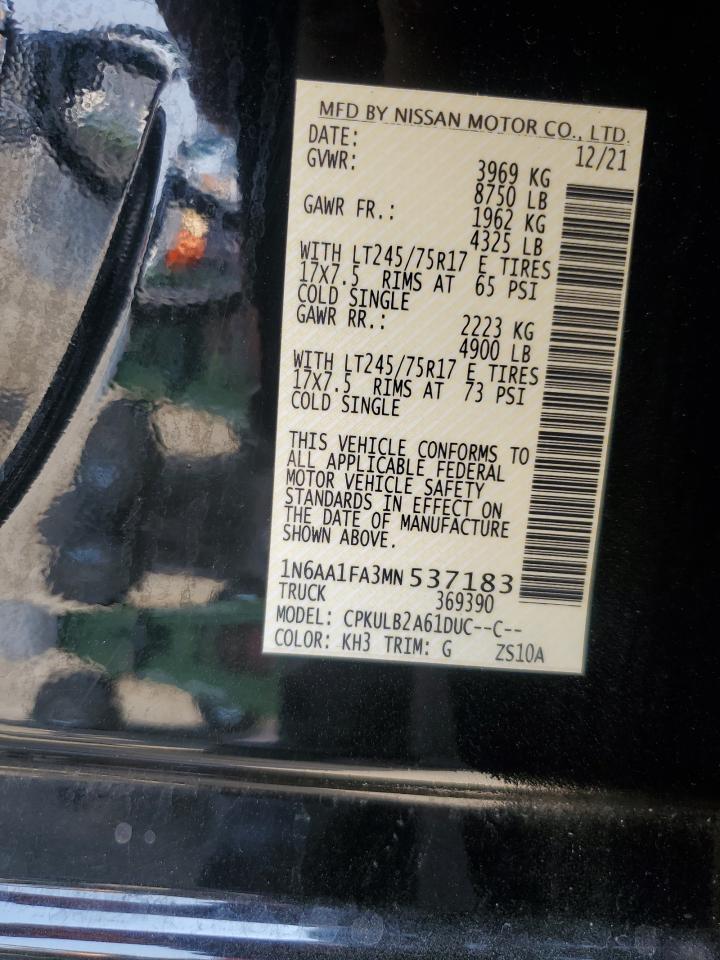 MFD BY NISSAN MOTOR CO., LTD.
DATE: 12/21
GVWR: 3969 KG
8750 LB
GAWR FR.: 1962 KG
4325 LB
WITH LT245/75R17 E TIRES
17X7.5 RIMS AT 65 PSI
COLD SINGLE
GAWR RR.: 2223 KG
4900 LB
WITH LT245/75R17 E TIRES
17X7.5 RIMS AT 73 PSI
COLD SINGLE
THIS VEHICLE CONFORMS TO
ALL APPLICABLE FEDERAL
MOTOR VEHICLE SAFETY
STANDARDS IN EFFECT ON
THE DATE OF MANUFACTURE
SHOWN ABOVE.
1N6AA1FA3MN 537183
TRUCK 369390
MODEL: CPKULB2A61DUC--C--
COLOR: KH3 TRIM: G ZS10A